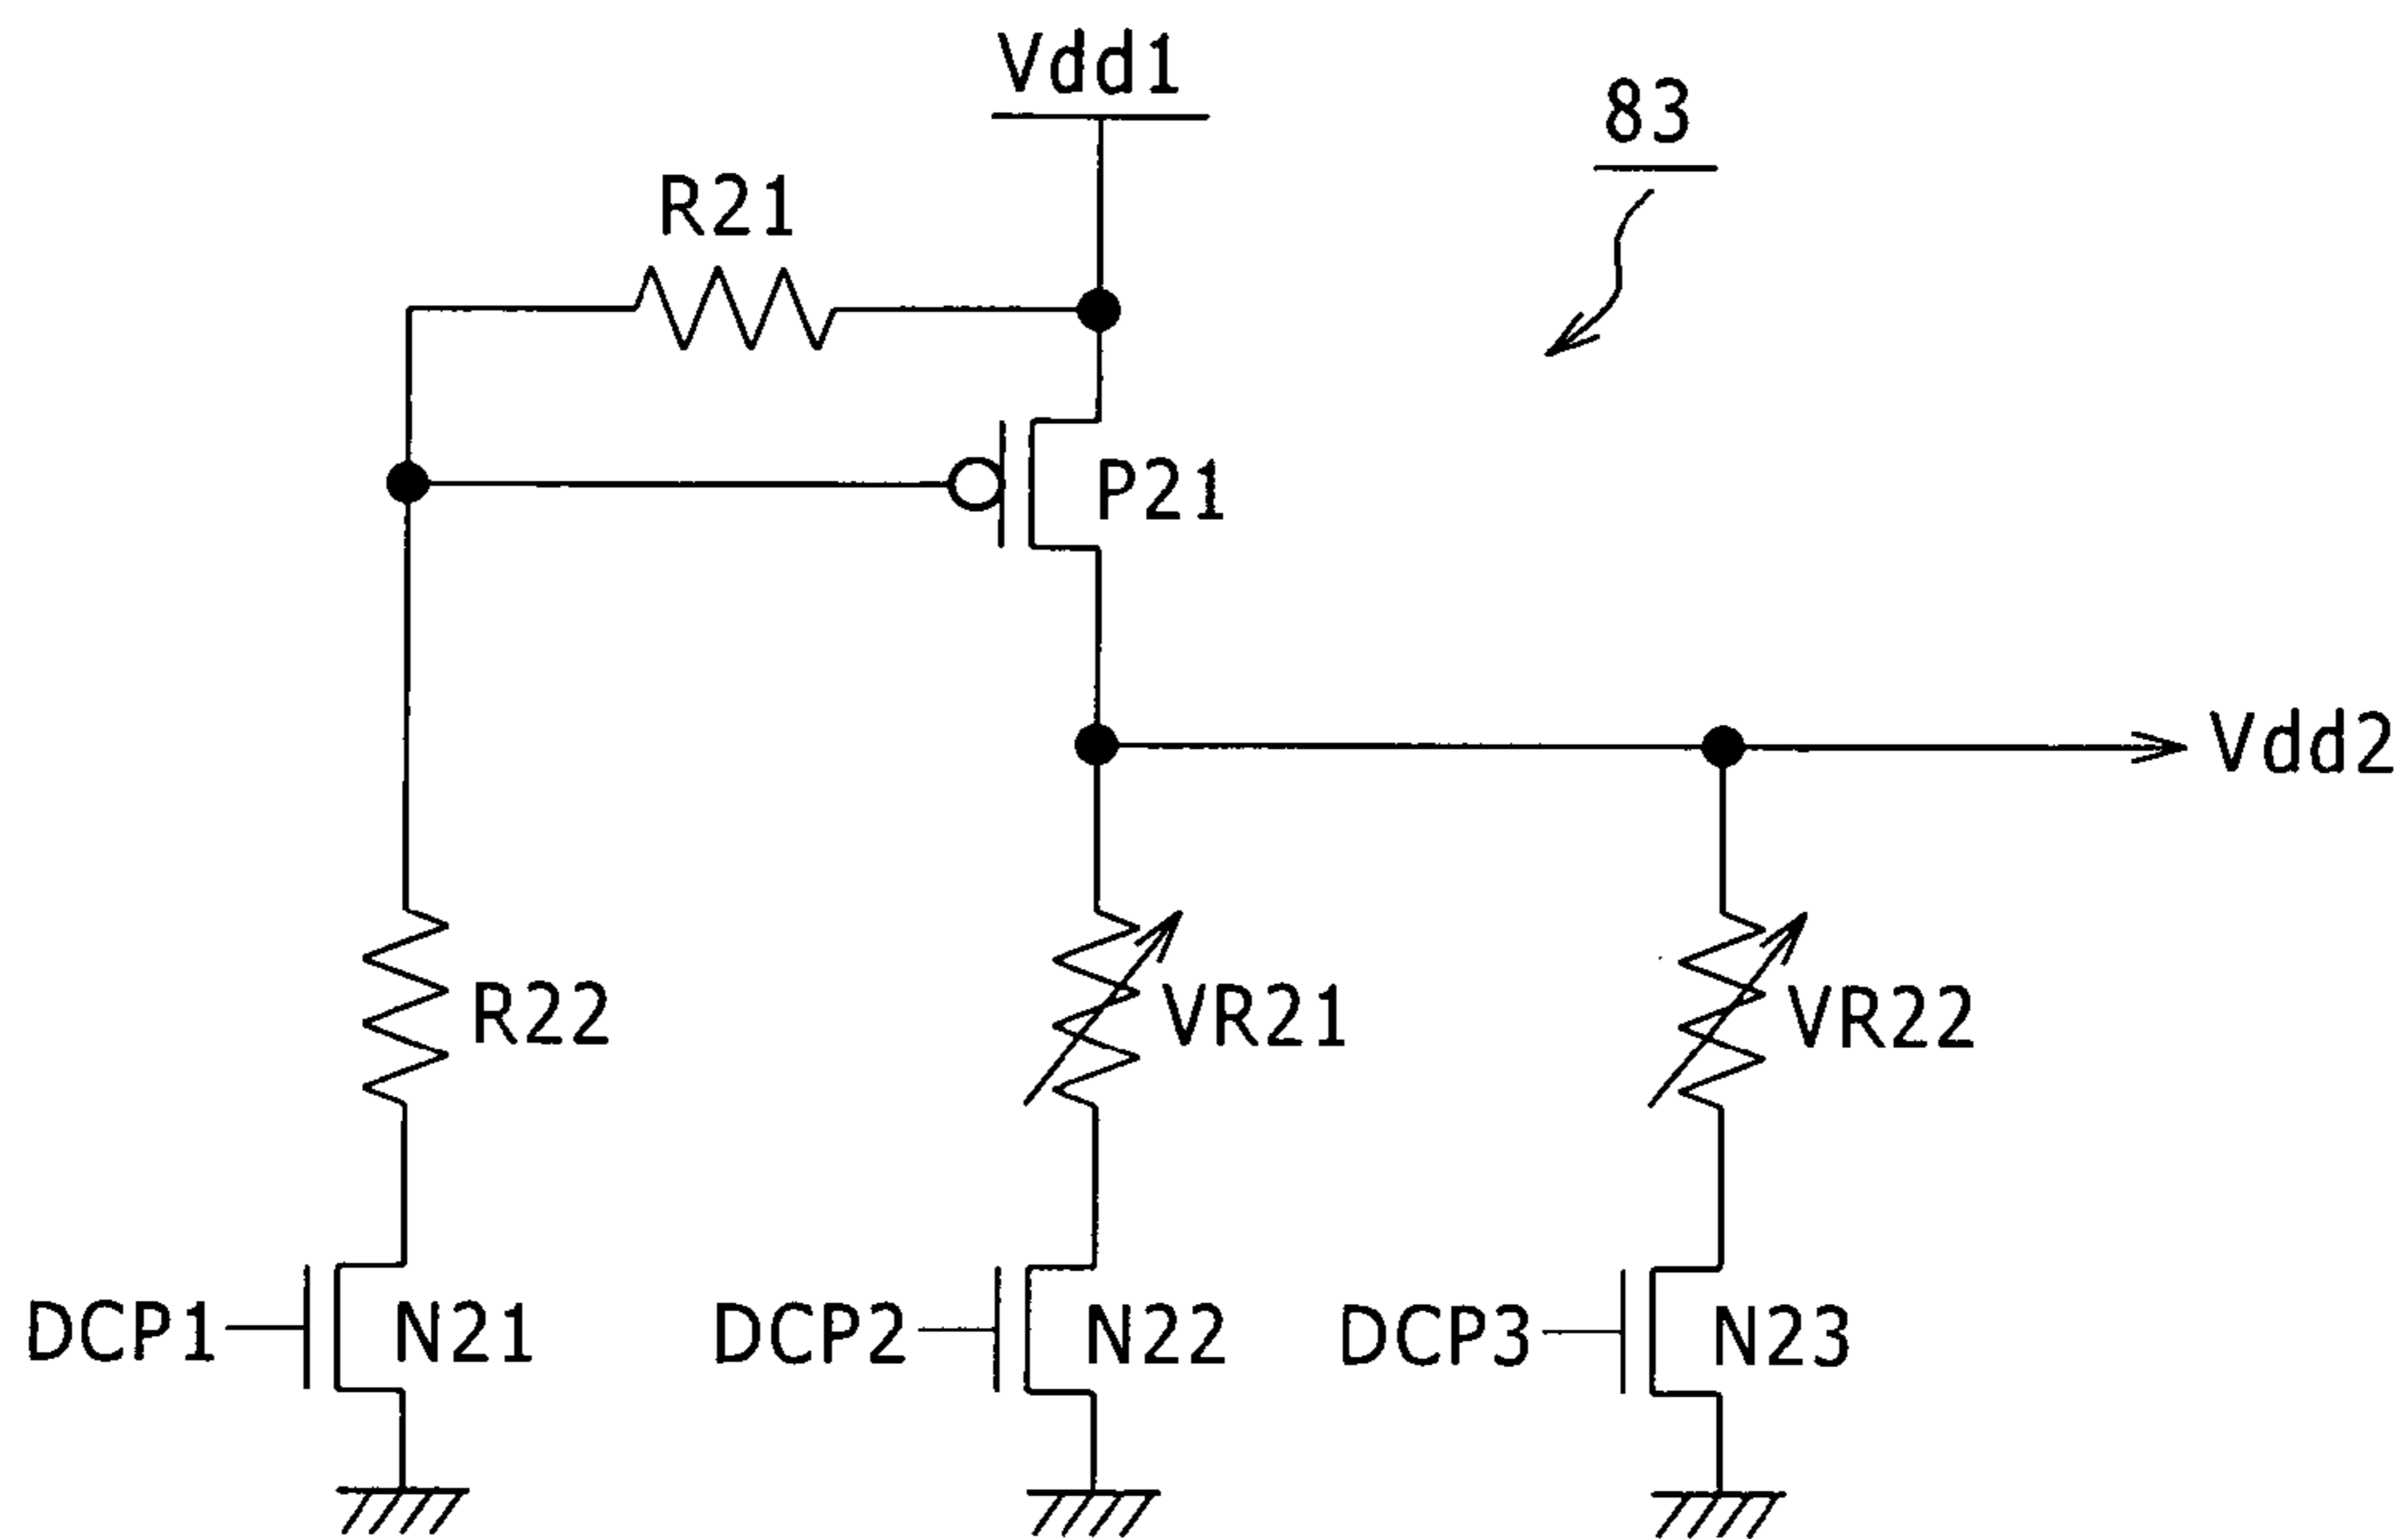 Vdd1
83
R21
P21
Vdd2
R22
VR21
VR22
DCP1
N21
DCP2
N22
DCP3
N23